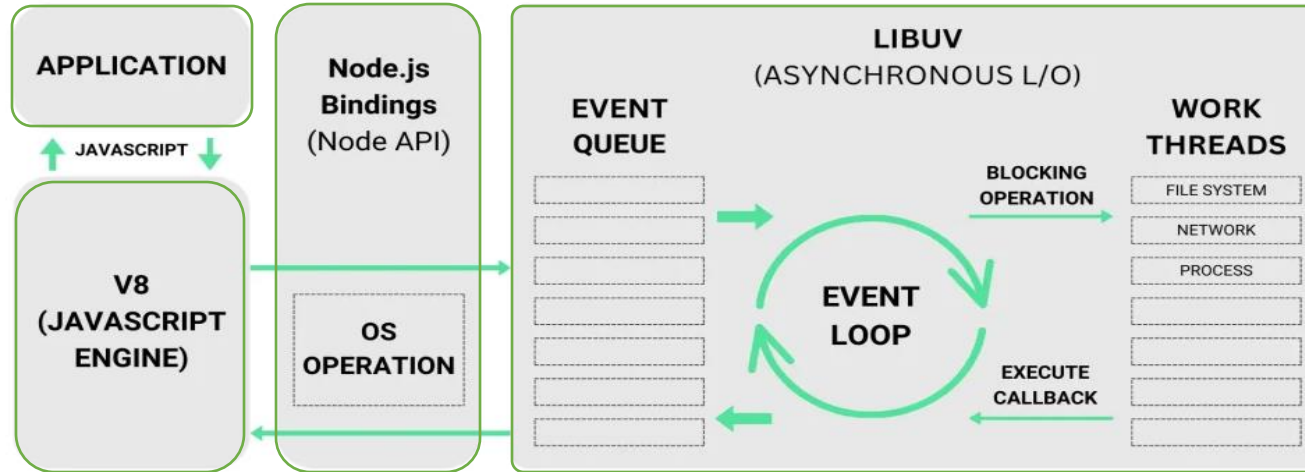 APPLICATION
JAVASCRIPT
V8
(JAVASCRIPT
ENGINE)
Node.js
Bindings
(Node API)
OS
OPERATION
LIBUV
(ASYNCHRONOUS L/O)
EVENT
QUEUE
EVENT
LOOP
BLOCKING
OPERATION
EXECUTE
CALLBACK
WORK
THREADS
FILE SYSTEM
NETWORK
PROCESS